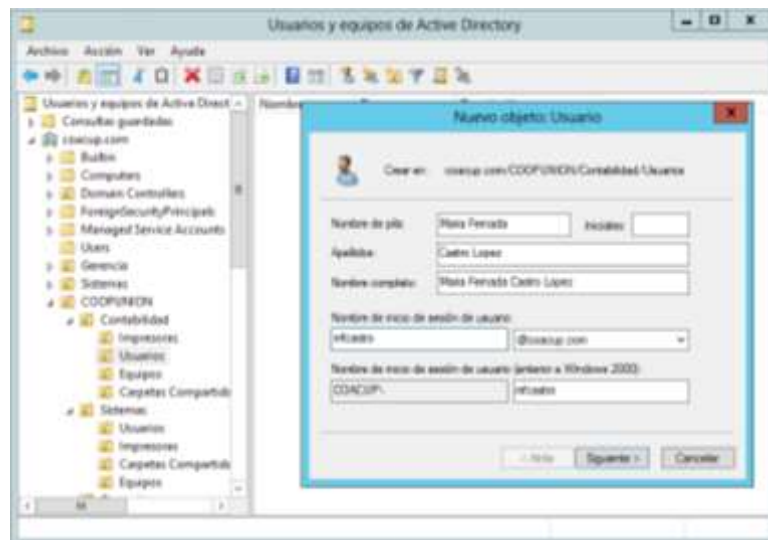 Usuarios y equipos de Active Directory
Archivo Acción Ver Ayuda
Usuarios y equipos de Active Direct
Consultas guardadas
coacup.com
Builtin
Computers
Domain Controllers
ForeignSecurityPrincipals
Managed Service Accounts
Users
Gerencia
Sistemas
COOPUNION
Contabilidad
Impresoras
Usuarios
Equipos
Carpetas Compartid
Sistemas
Usuarios
Impresoras
Carpetas Compartid
Equipos
Nombre
Nuevo objeto: Usuario
Crear en: coacup.com/COOPUNION/Contabilidad/Usuarios
Nombre de pila: Maria Fernada Iniciales:
Apellidos: Castro Lopez
Nombre completo: Maria Fernada Castro Lopez
Nombre de inicio de sesión de usuario:
mfcastro @coacup.com
Nombre de inicio de sesión de usuario (anterior a Windows 2000):
COACUP\ mfcastro
< Atrás Siguiente > Cancelar